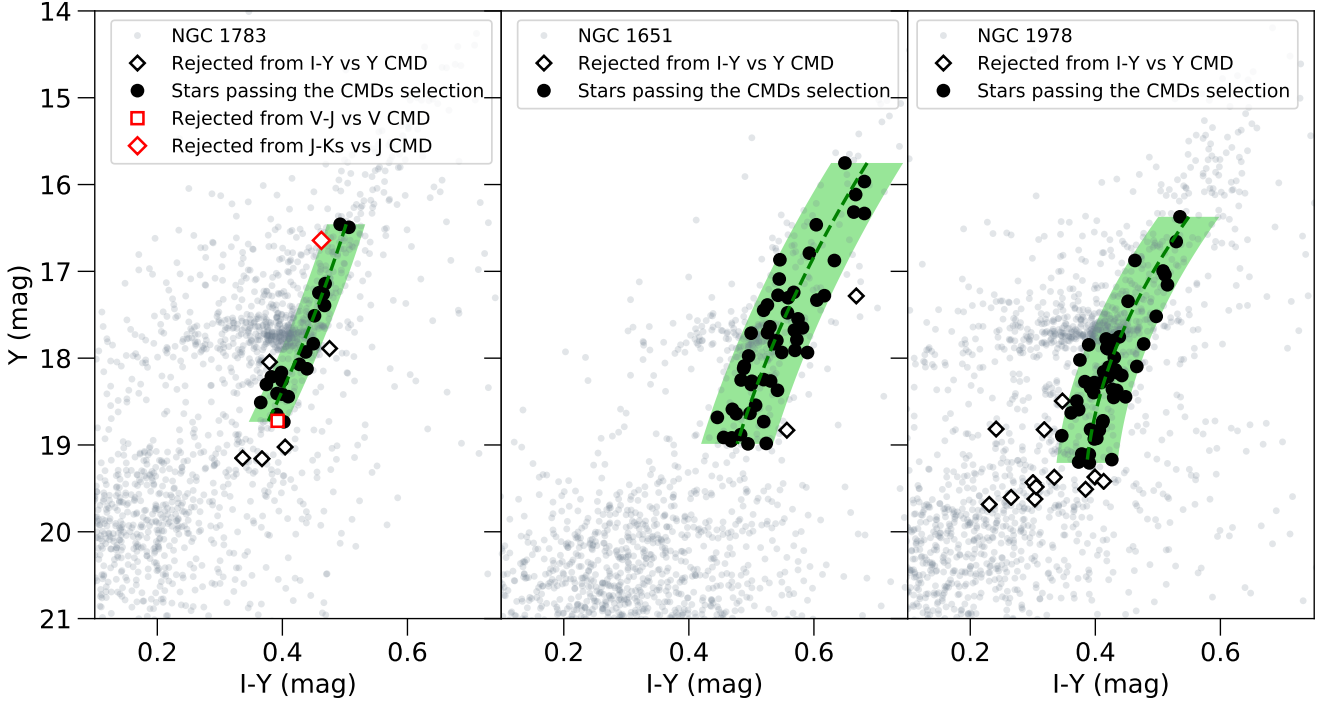 NGC 1783
Rejected from I-Y vs Y CMD
Stars passing the CMDs selection
Rejected from V-J vs V CMD
Rejected from J-Ks vs J CMD
NGC 1651
Rejected from I-Y vs Y CMD
Stars passing the CMDs selection
NGC 1978
Rejected from I-Y vs Y CMD
Stars passing the CMDs selection
Y (mag)
14
15
16
17
18
19
20
21
0.2 0.4 0.6
0.2 0.4 0.6
0.2 0.4 0.6
I-Y (mag)
I-Y (mag)
I-Y (mag)